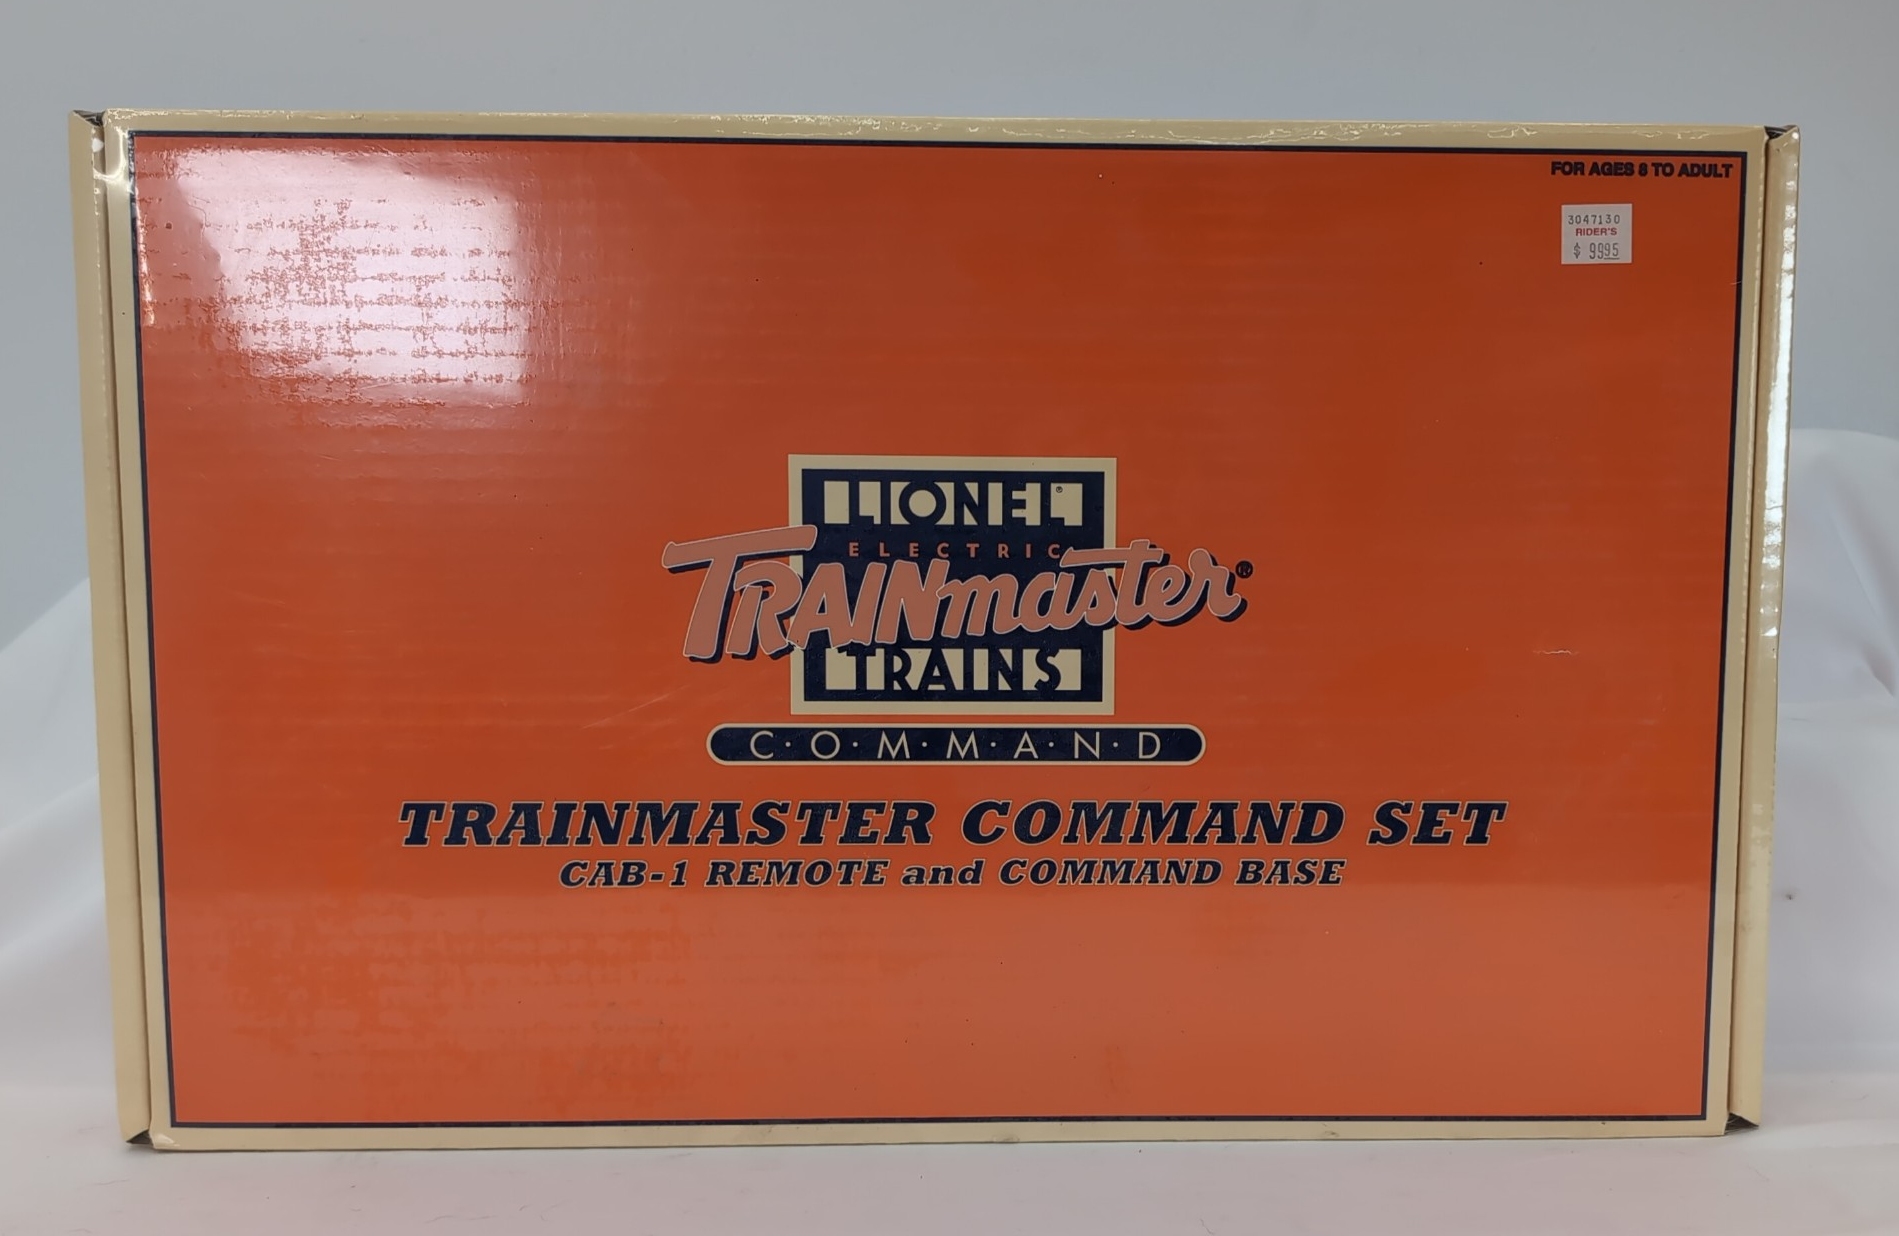 FOR AGES 8 TO ADULT
3047130
RIDER'S
$ 9995
LIONEL®
ELECTRIC
TRAINmaster®
TRAINS
C·O·M·M·A·N·D
TRAINMASTER COMMAND SET
CAB-1 REMOTE and COMMAND BASE